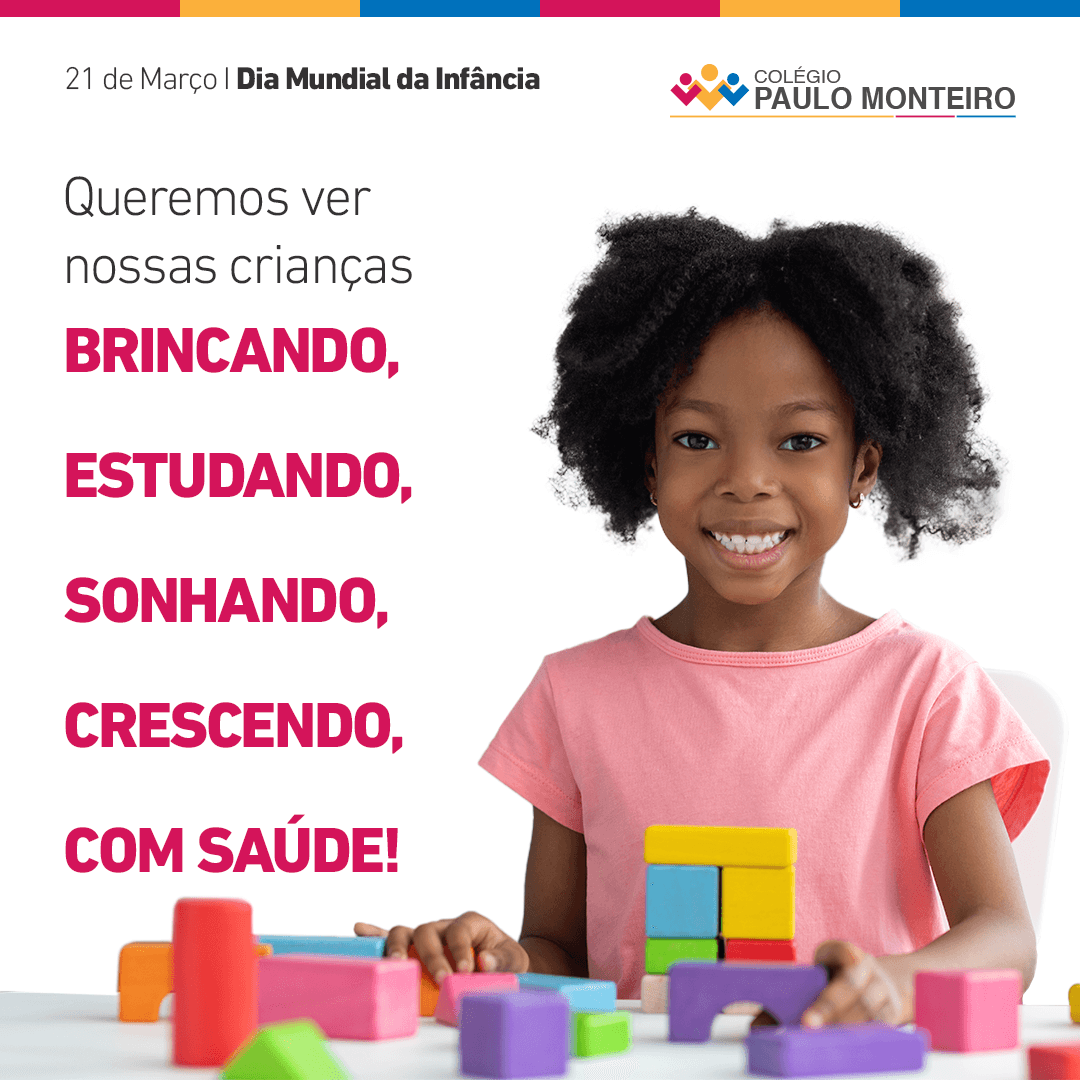 21 de Março | Dia Mundial da Infância
COLÉGIO
PAULO MONTEIRO
Queremos ver
nossas crianças
BRINCANDO,
ESTUDANDO,
SONHANDO,
CRESCENDO,
COM SAÚDE!